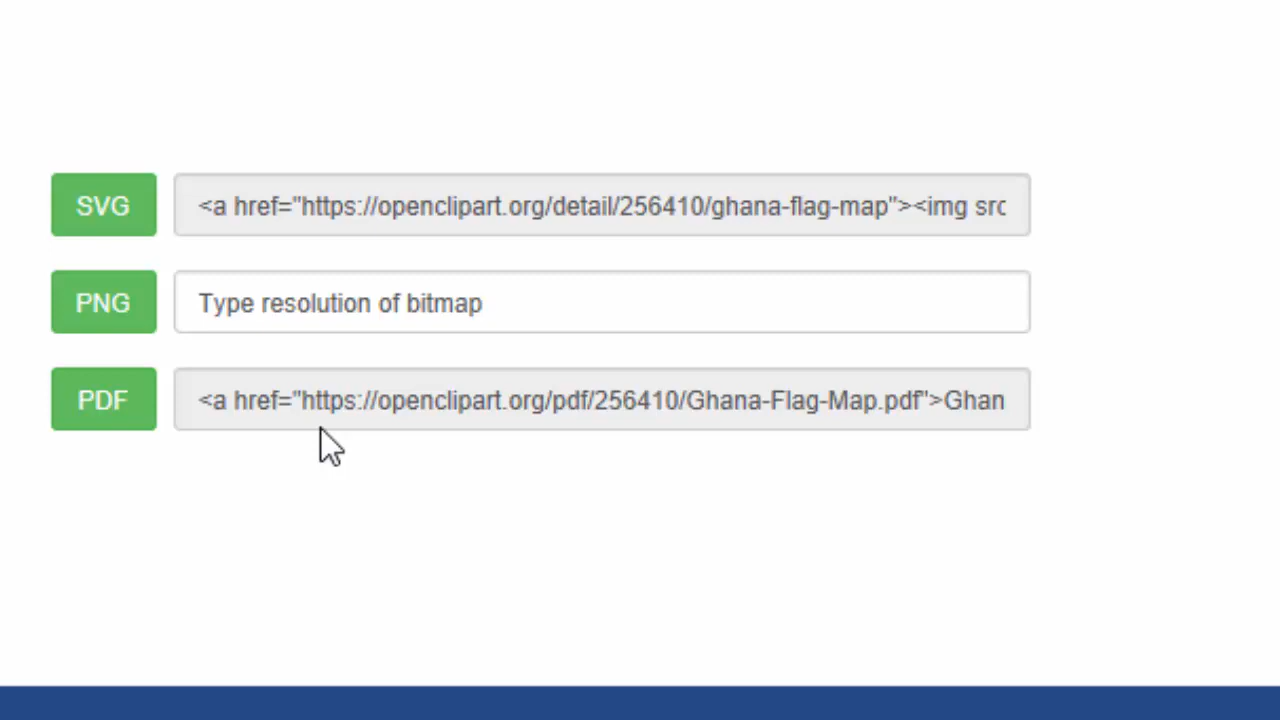 SVG <a href="https://openclipart.org/detail/256410/ghana-flag-map"><img src
PNG Type resolution of bitmap
PDF <a href="https://openclipart.org/pdf/256410/Ghana-Flag-Map.pdf">Ghan